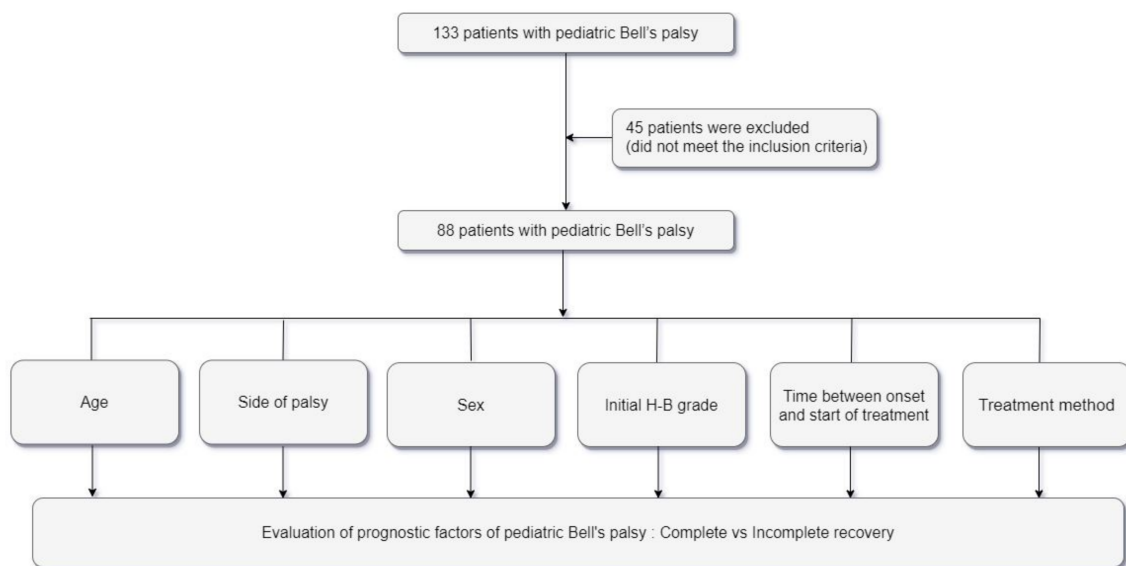 133 patients with pediatric Bell’s palsy
45 patients were excluded
(did not meet the inclusion criteria)
88 patients with pediatric Bell’s palsy
Age
Side of palsy
Sex
Initial H-B grade
Time between onset
and start of treatment
Treatment method
Evaluation of prognostic factors of pediatric Bell's palsy : Complete vs Incomplete recovery